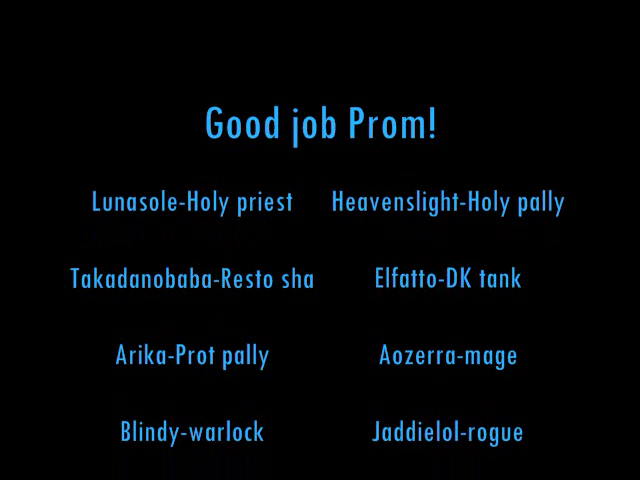 Good job Prom!
Lunasole-Holy priest Heavenslight-Holy pally
Takadanobaba-Resto sha Elfatto-DK tank
Arika-Prot pally Aozerra-mage
Blindy-warlock Jaddielol-rogue